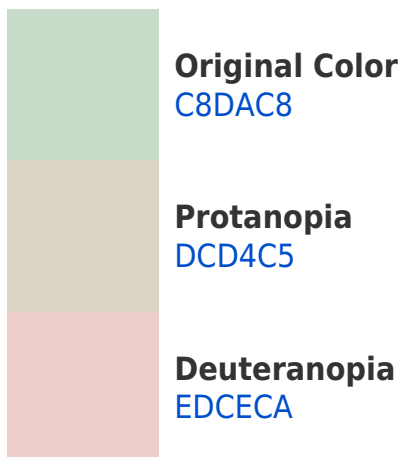 Original Color
C8DAC8
Protanopia
DCD4C5
Deuteranopia
EDCECA